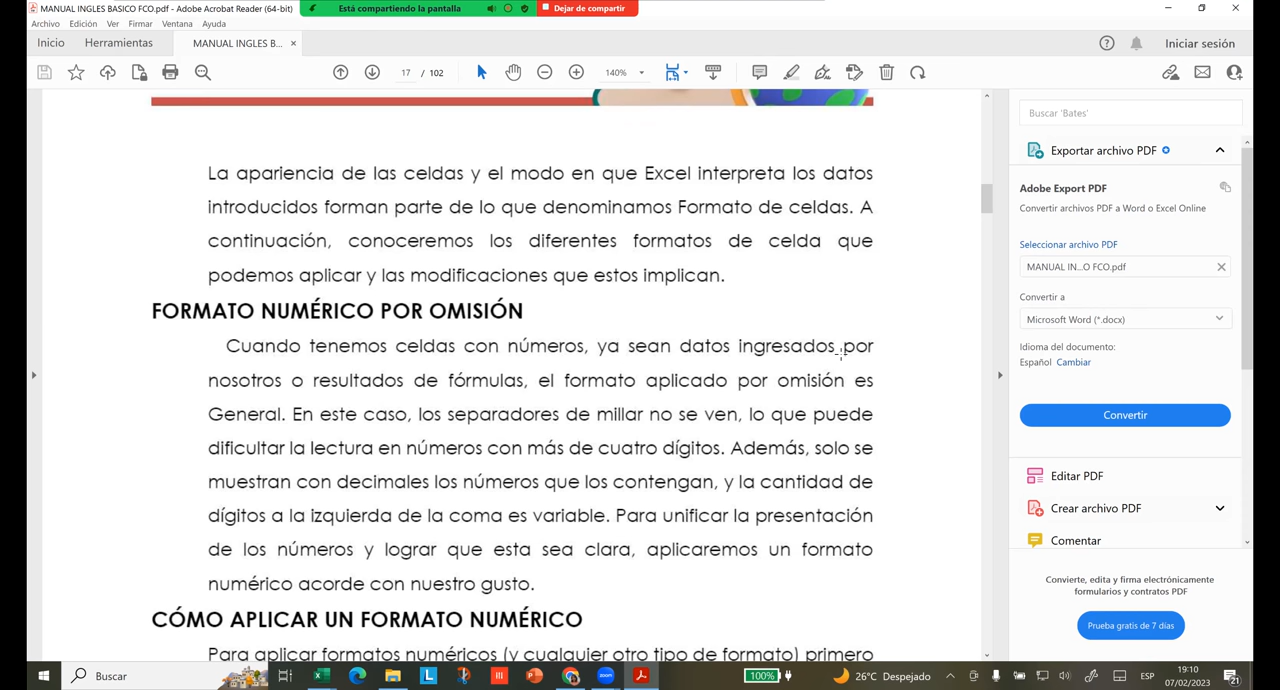 MANUAL INGLES BASICO FCO.pdf - Adobe Acrobat Reader (64-bit)
Está compartiendo la pantalla
Dejar de compartir
Archivo Edición Ver Firmar Ventana Ayuda
Inicio Herramientas MANUAL INGLES B... ×
Iniciar sesión
17 / 102 140%
Buscar 'Bates'
Exportar archivo PDF
Adobe Export PDF
Convertir archivos PDF a Word o Excel Online
Seleccionar archivo PDF
MANUAL IN...O FCO.pdf
Convertir a
Microsoft Word (*.docx)
Idioma del documento:
Español Cambiar
Convertir
Editar PDF
Crear archivo PDF
Comentar
Convierte, edita y firma electrónicamente
formularios y contratos PDF
Prueba gratis de 7 días
La apariencia de las celdas y el modo en que Excel interpreta los datos
introducidos forman parte de lo que denominamos Formato de celdas. A
continuación, conoceremos los diferentes formatos de celda que
podemos aplicar y las modificaciones que estos implican.
FORMATO NUMÉRICO POR OMISIÓN
Cuando tenemos celdas con números, ya sean datos ingresados por
nosotros o resultados de fórmulas, el formato aplicado por omisión es
General. En este caso, los separadores de millar no se ven, lo que puede
dificultar la lectura en números con más de cuatro dígitos. Además, solo se
muestran con decimales los números que los contengan, y la cantidad de
dígitos a la izquierda de la coma es variable. Para unificar la presentación
de los números y lograr que esta sea clara, aplicaremos un formato
numérico acorde con nuestro gusto.
CÓMO APLICAR UN FORMATO NUMÉRICO
Para aplicar formatos numéricos (y cualquier otro tipo de formato) primero
Buscar
100%
26°C Despejado
ESP
19:10
07/02/2023
21